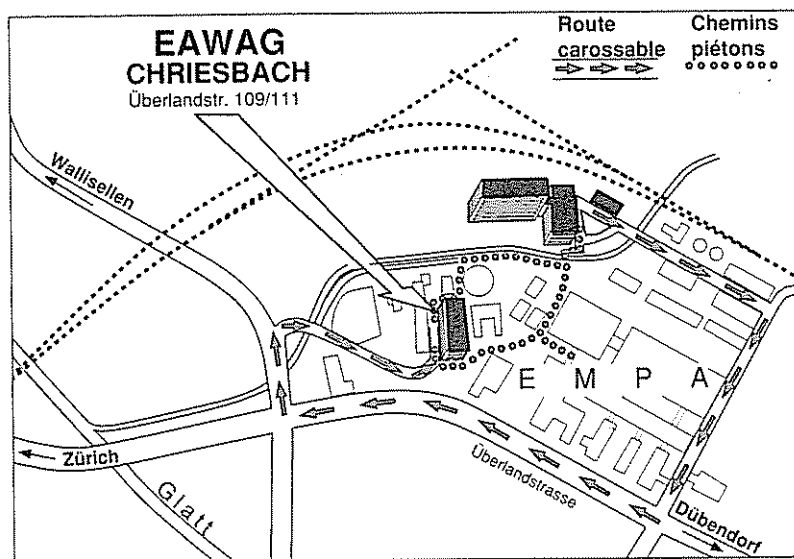 EAWAG
CHRIESBACH
Überlandstr. 109/111
Route
carossable
Chemins
piétons
Wallisellen
E M P A
Zürich
Glatt
Überlandstrasse
Dübendorf